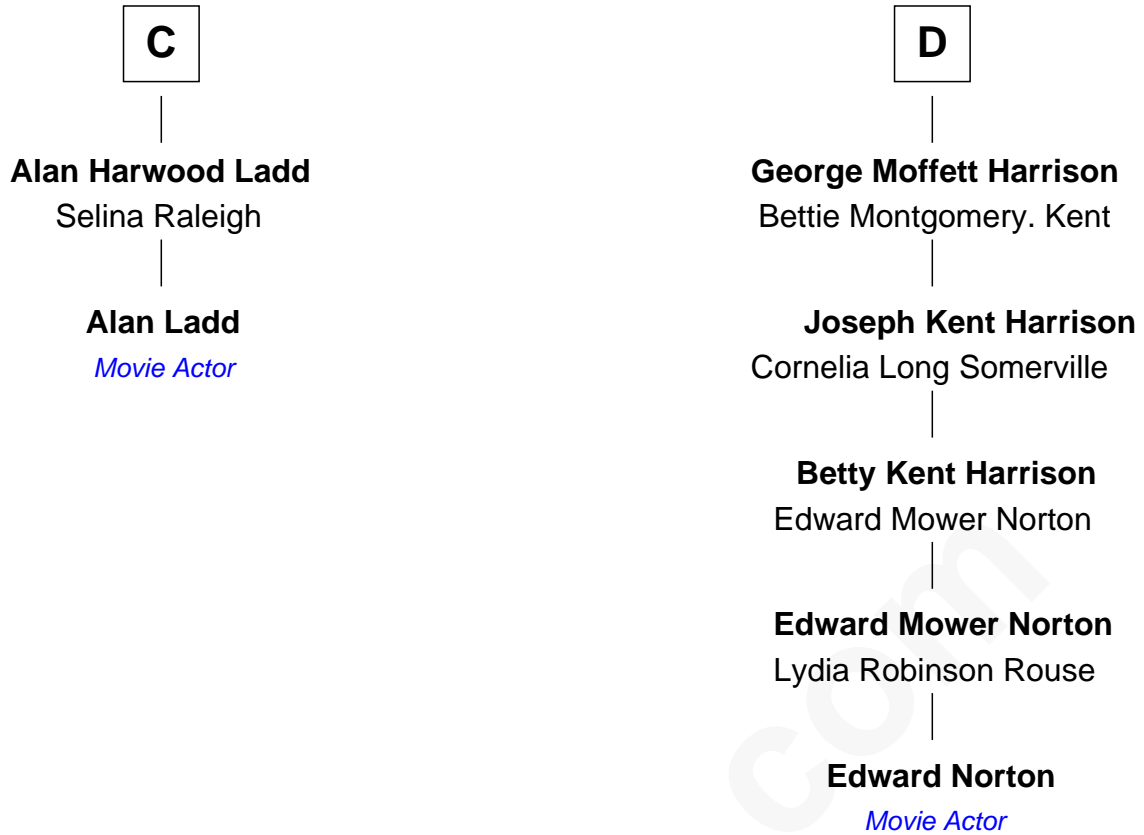 C
Alan Harwood Ladd
Selina Raleigh
Alan Ladd
Movie Actor
D
George Moffett Harrison
Bettie Montgomery. Kent
Joseph Kent Harrison
Cornelia Long Somerville
Betty Kent Harrison
Edward Mower Norton
Edward Mower Norton
Lydia Robinson Rouse
Edward Norton
Movie Actor
com